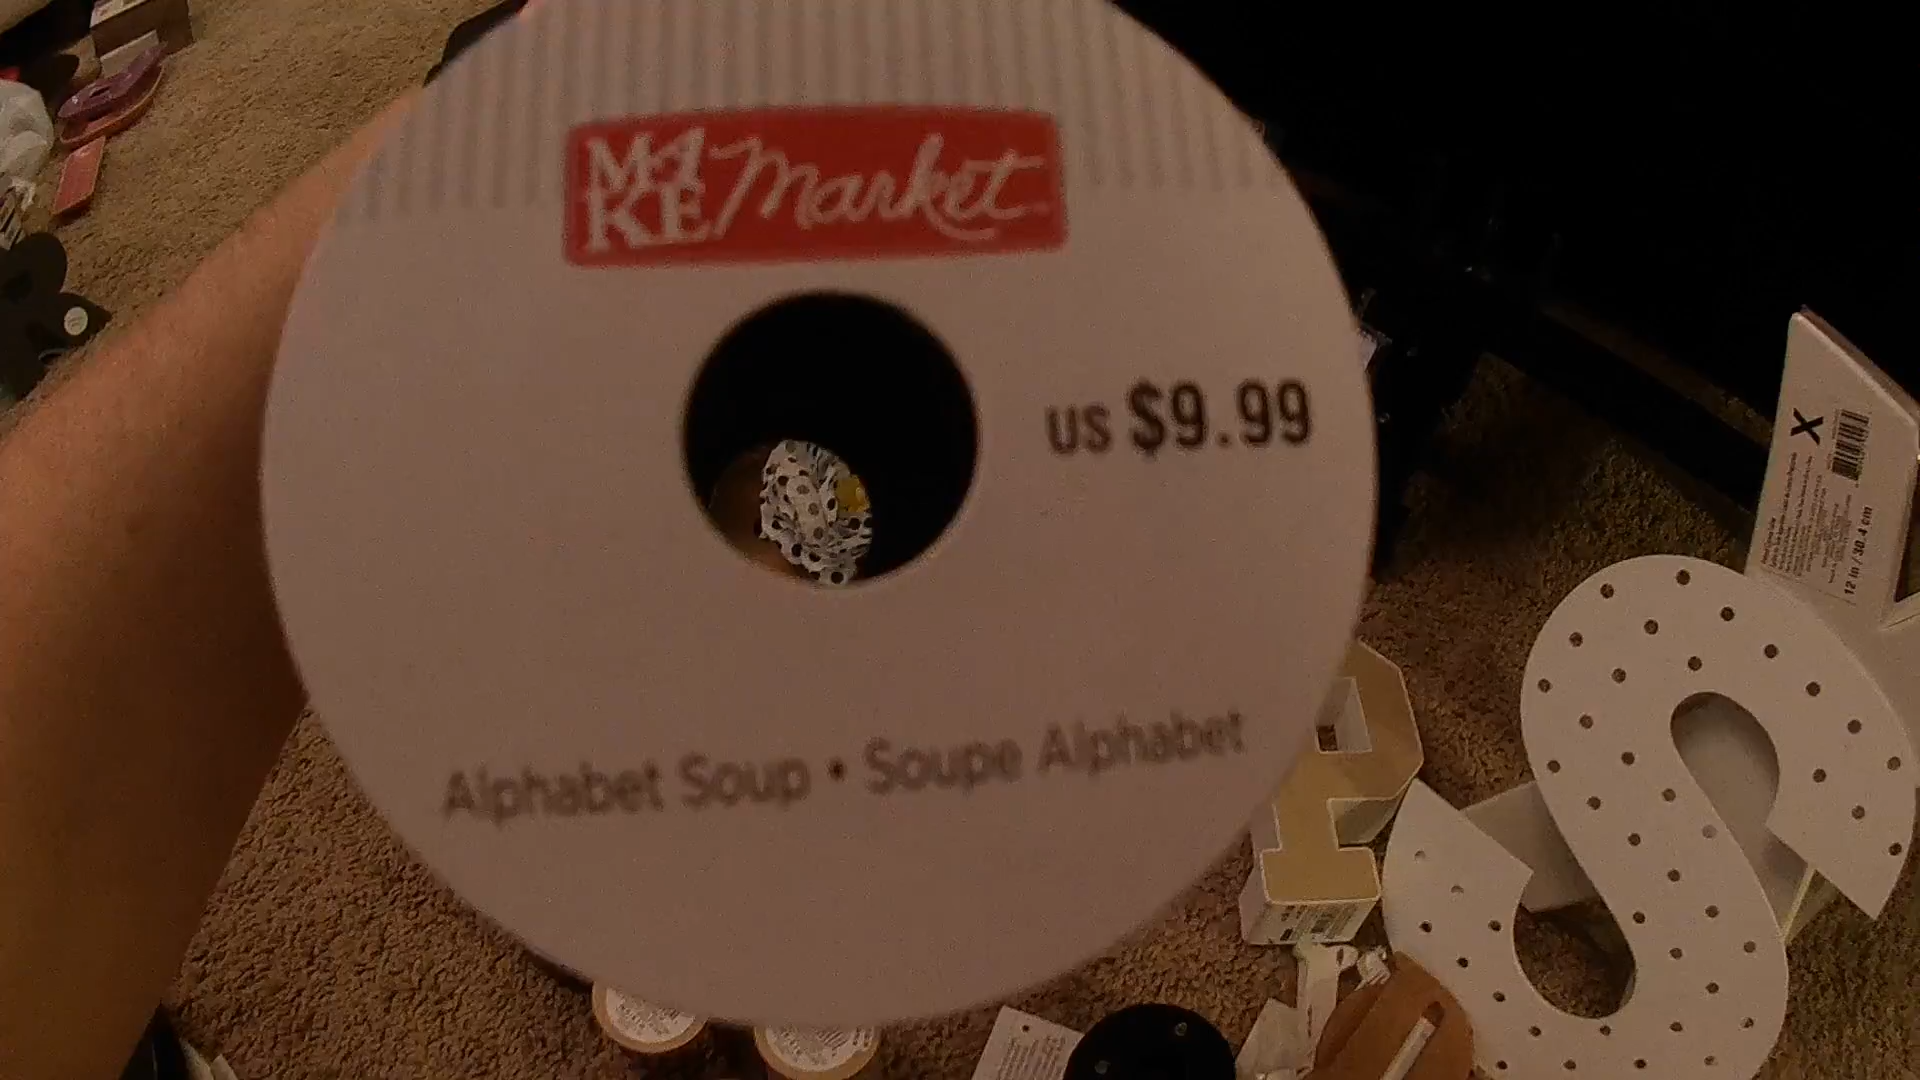 MAKE Market
US $9.99
Alphabet Soup • Soupe Alphabet
X
12 in / 30.4 cm